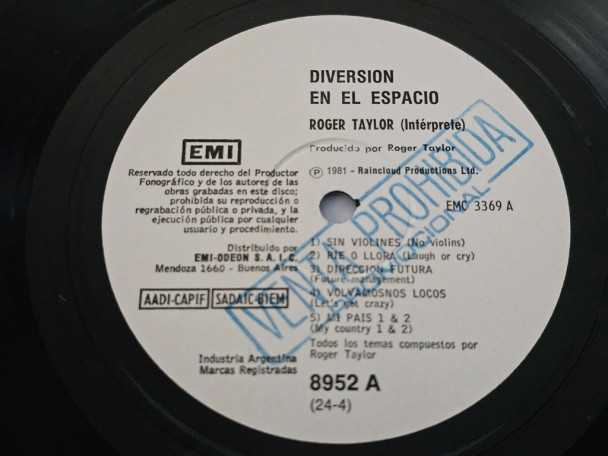 DIVERSION
EN EL ESPACIO
ROGER TAYLOR (Intérprete)
Producido por Roger Taylor
Ⓟ 1981 - Raincloud Productions Ltd.
EMI
Reservado todo derecho del Productor
Fonográfico y de los autores de las
obras grabadas en este disco;
prohibida su reproducción o
regrabación pública o privada, y la
ejecución pública por cualquier
usuario y procedimiento.
Distribuido por
EMI-ODEON S.A.I.C.
Mendoza 1660 - Buenos Aires
AADI-CAPIF SADAIC-BIEM
Industria Argentina
Marcas Registradas
EMC 3369 A
1) SIN VIOLINES (No violins)
2) RIE O LLORA (Laugh or cry)
3) DIRECCION FUTURA
(Future management)
4) VOLVAMOSNOS LOCOS
(Let's get crazy)
5) MI PAIS 1 & 2
(My country 1 & 2)
Todos los temas compuestos por
Roger Taylor
8952 A
(24-4)
VENTA PROHIBIDA
PROMOCIONAL